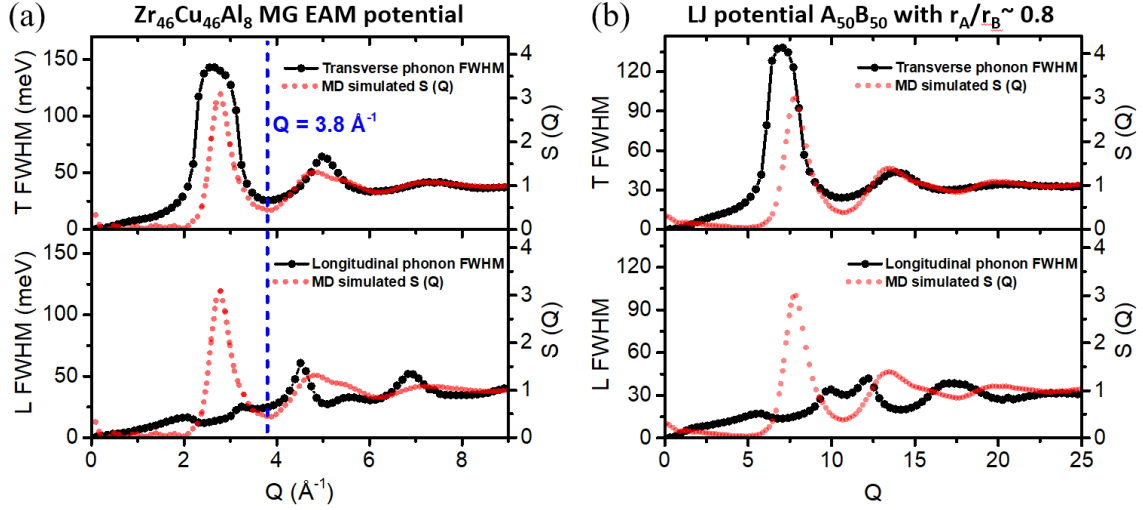 (a) Zr₄₆Cu₄₆Al₈ MG EAM potential
T FWHM (meV)
150
100
50
0
Transverse phonon FWHM
MD simulated S (Q)
Q = 3.8 Å⁻¹
4
3
2
1
0
S (Q)
L FWHM (meV)
150
100
50
0
Longitudinal phonon FWHM
MD simulated S (Q)
4
3
2
1
0
S (Q)
0 2 4 6 8
Q (Å⁻¹)
(b) LJ potential A₅₀B₅₀ with r_A/r_B~ 0.8
T FWHM
120
90
60
30
0
Transverse phonon FWHM
MD simulated S (Q)
4
3
2
1
0
S (Q)
L FWHM
120
90
60
30
0
Longitudinal phonon FWHM
MD simulated S (Q)
4
3
2
1
0
S (Q)
0 5 10 15 20 25
Q